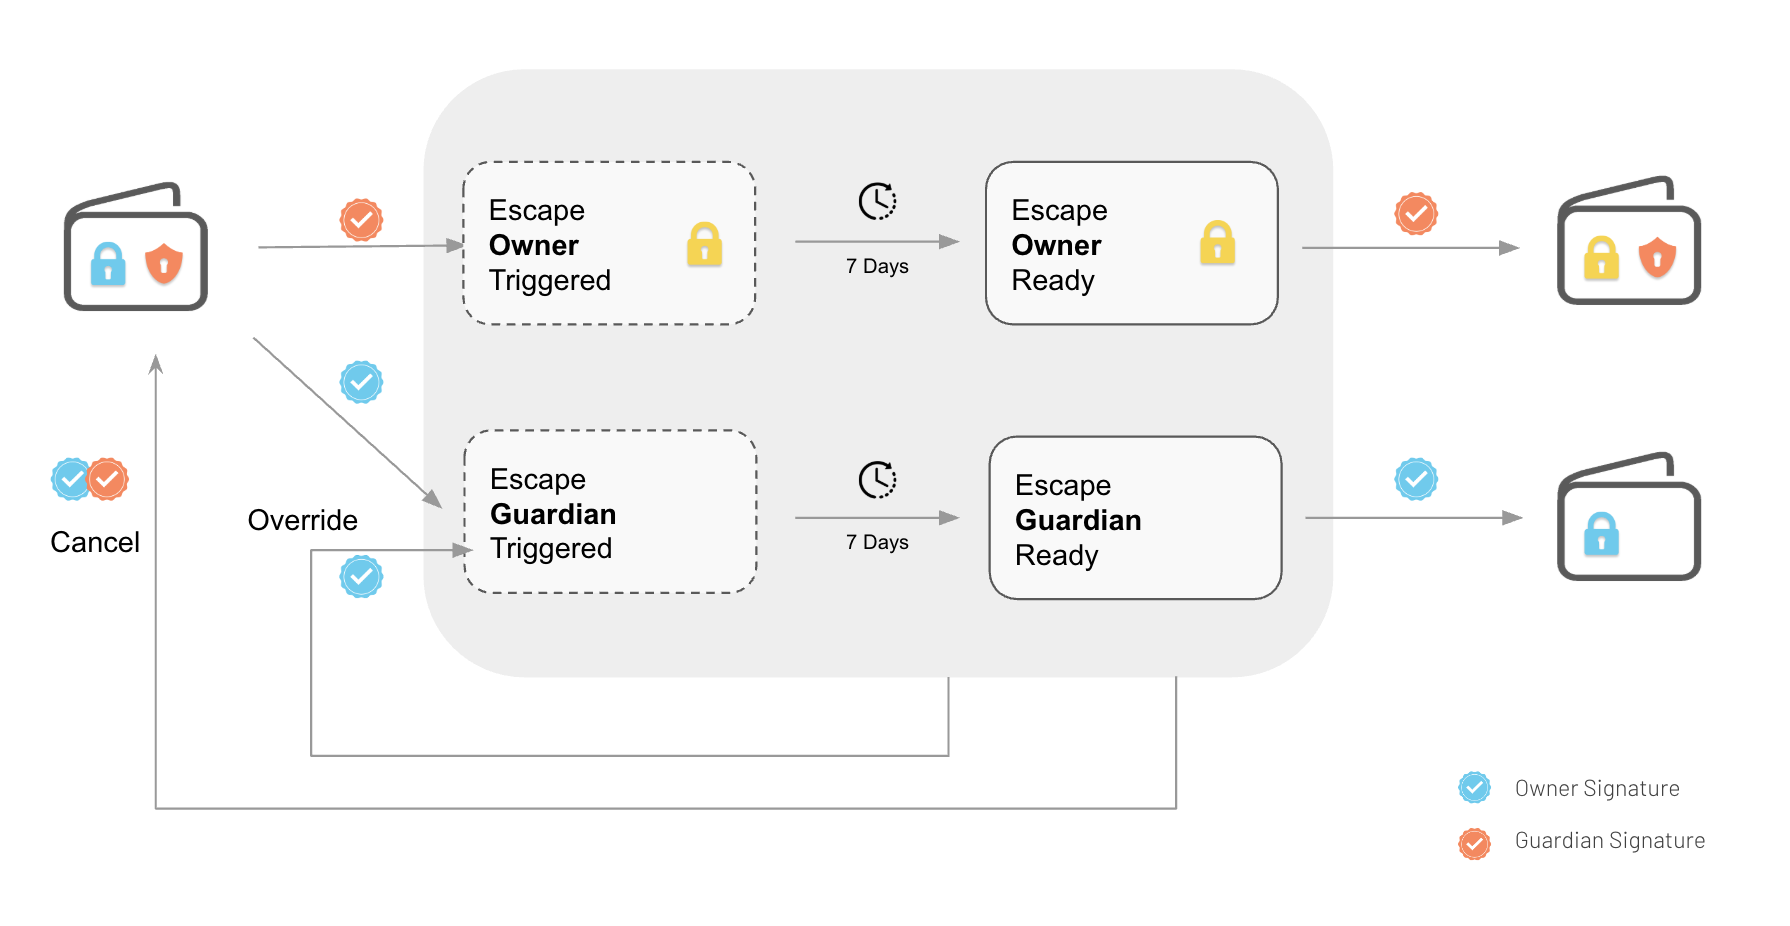 Escape
Owner
Triggered
7 Days
Escape
Owner
Ready
Cancel
Override
Escape
Guardian
Triggered
7 Days
Escape
Guardian
Ready
Owner Signature
Guardian Signature